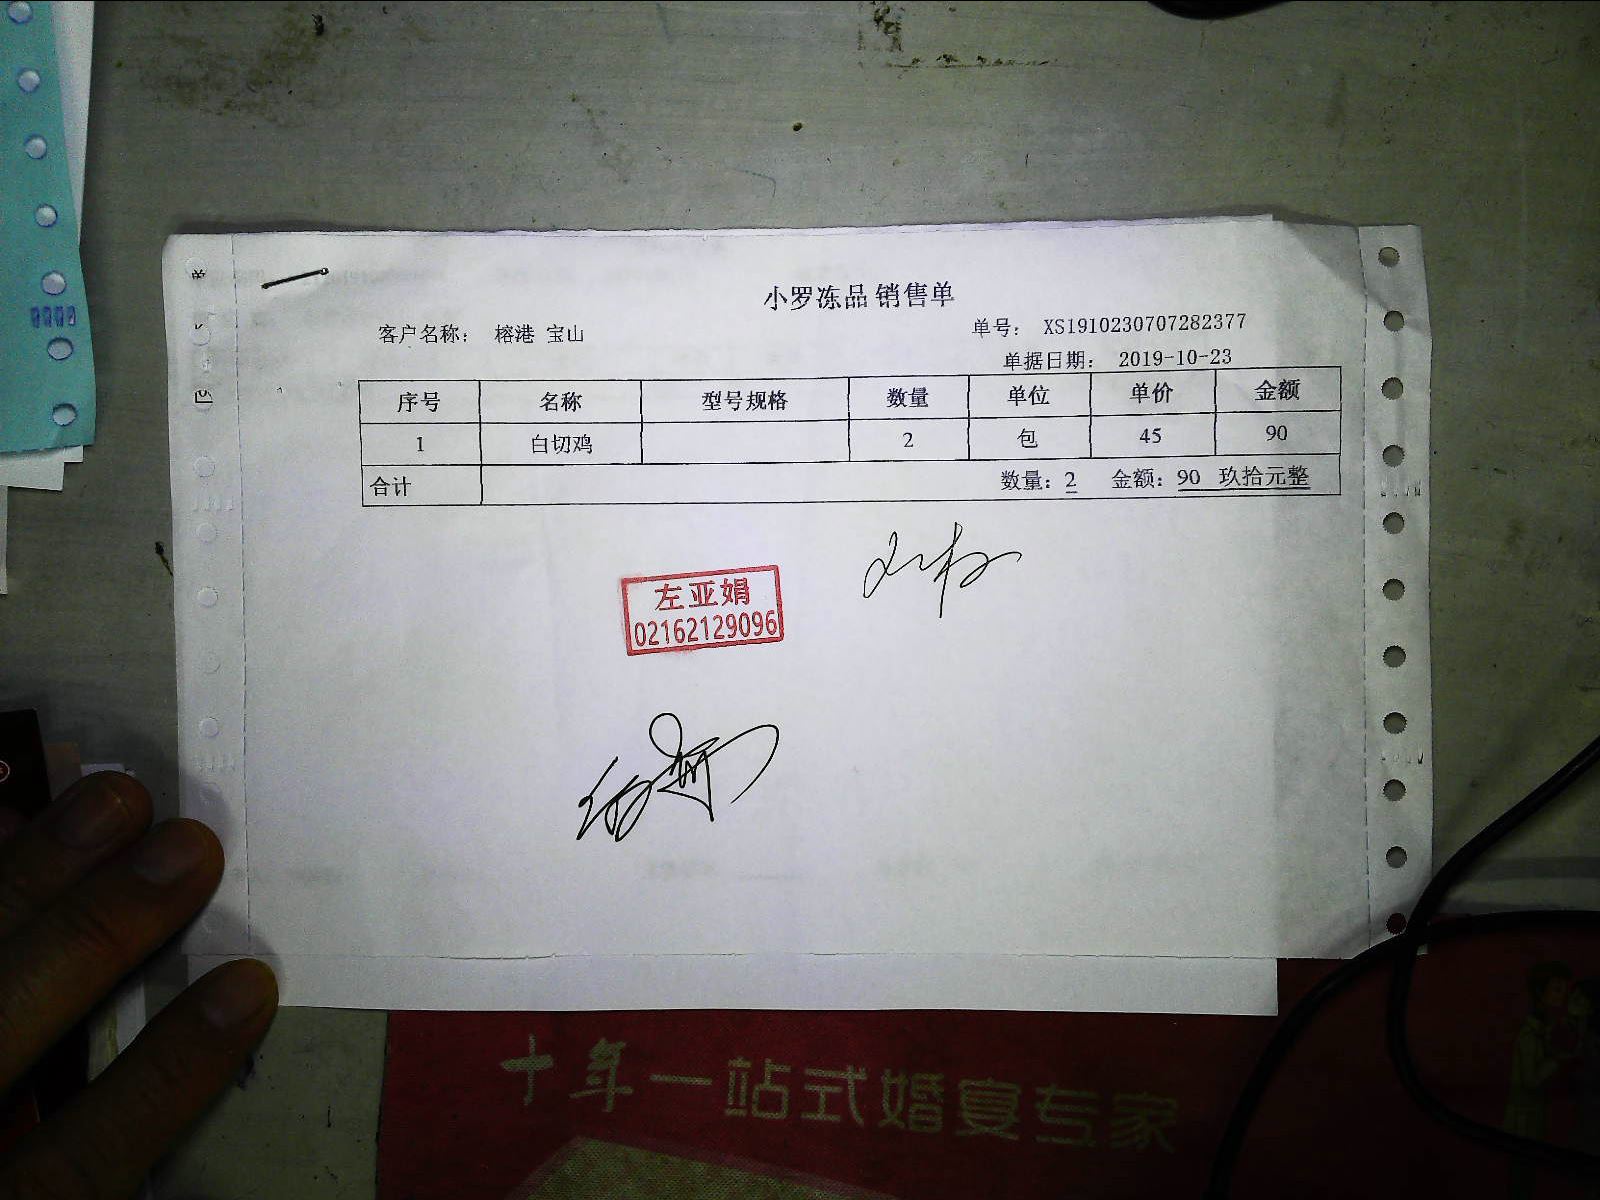 小罗冻品 销售单
客户名称： 榕港 宝山
单号： XS1910230707282377
单据日期： 2019-10-23
序号 名称 型号规格 数量 单位 单价 金额
1 白切鸡 2 包 45 90
合计 数量：2 金额：90 玖拾元整
左亚娟
02162129096
十年一站式婚宴专家